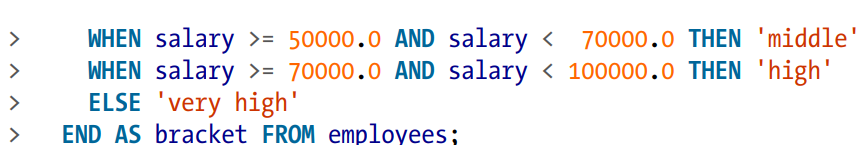 >     WHEN salary >= 50000.0 AND salary <  70000.0 THEN 'middle'
>     WHEN salary >= 70000.0 AND salary < 100000.0 THEN 'high'
>     ELSE 'very high'
>   END AS bracket FROM employees;